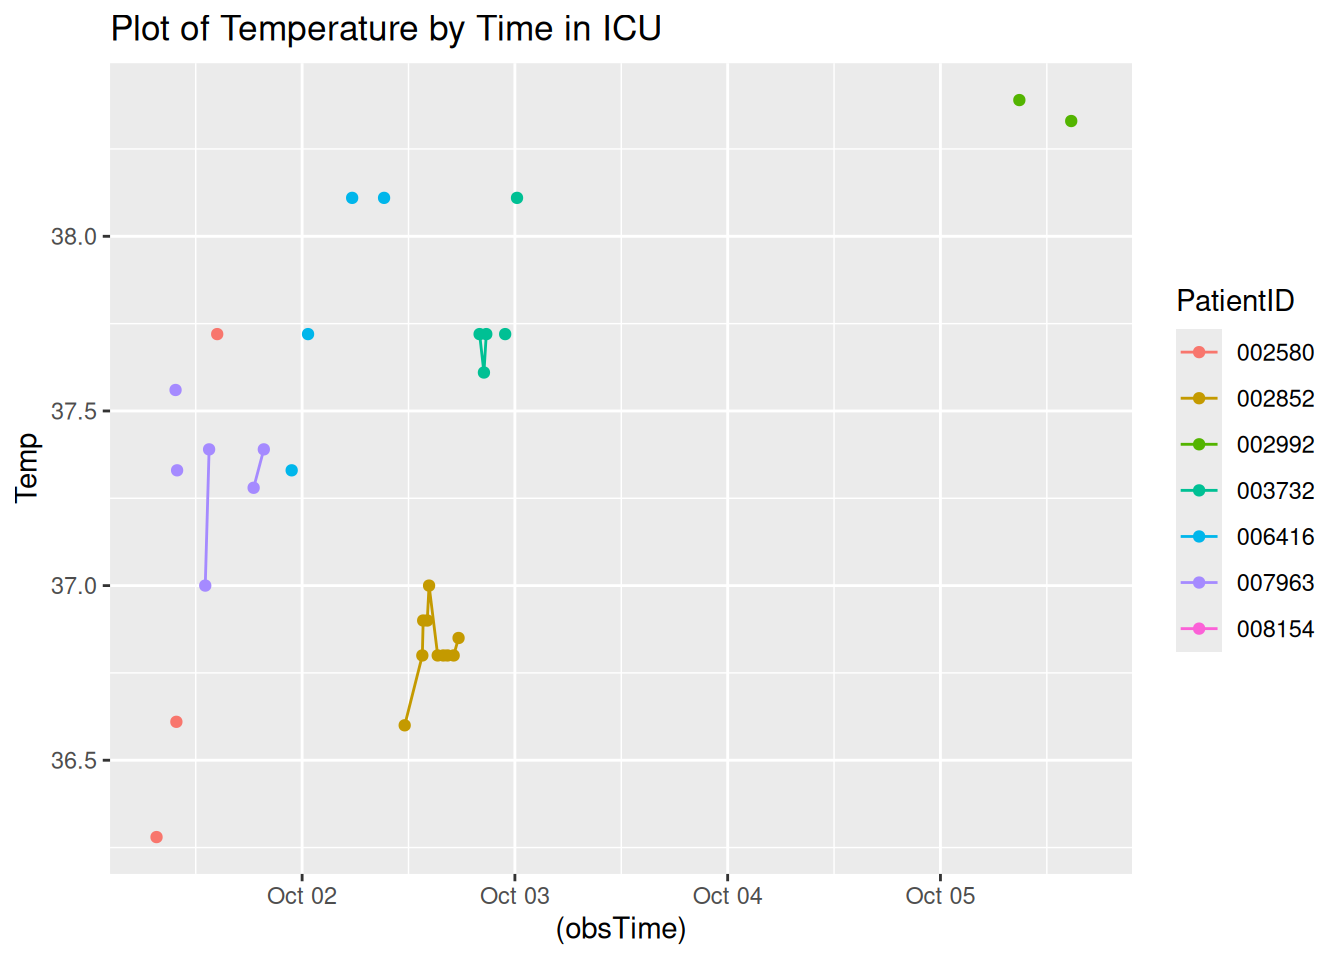 Plot of Temperature by Time in ICU
38.0
37.5
37.0
36.5
Temp
Oct 02
Oct 03
Oct 04
Oct 05
(obsTime)
PatientID
002580
002852
002992
003732
006416
007963
008154